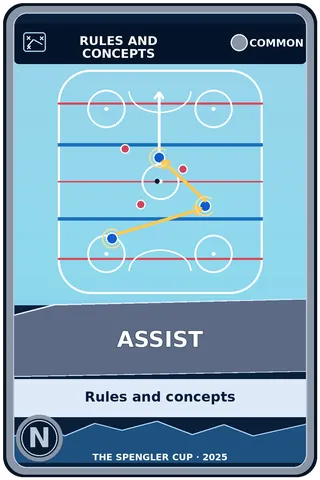 RULES AND
CONCEPTS
COMMON
ASSIST
Rules and concepts
N
THE SPENGLER CUP · 2025